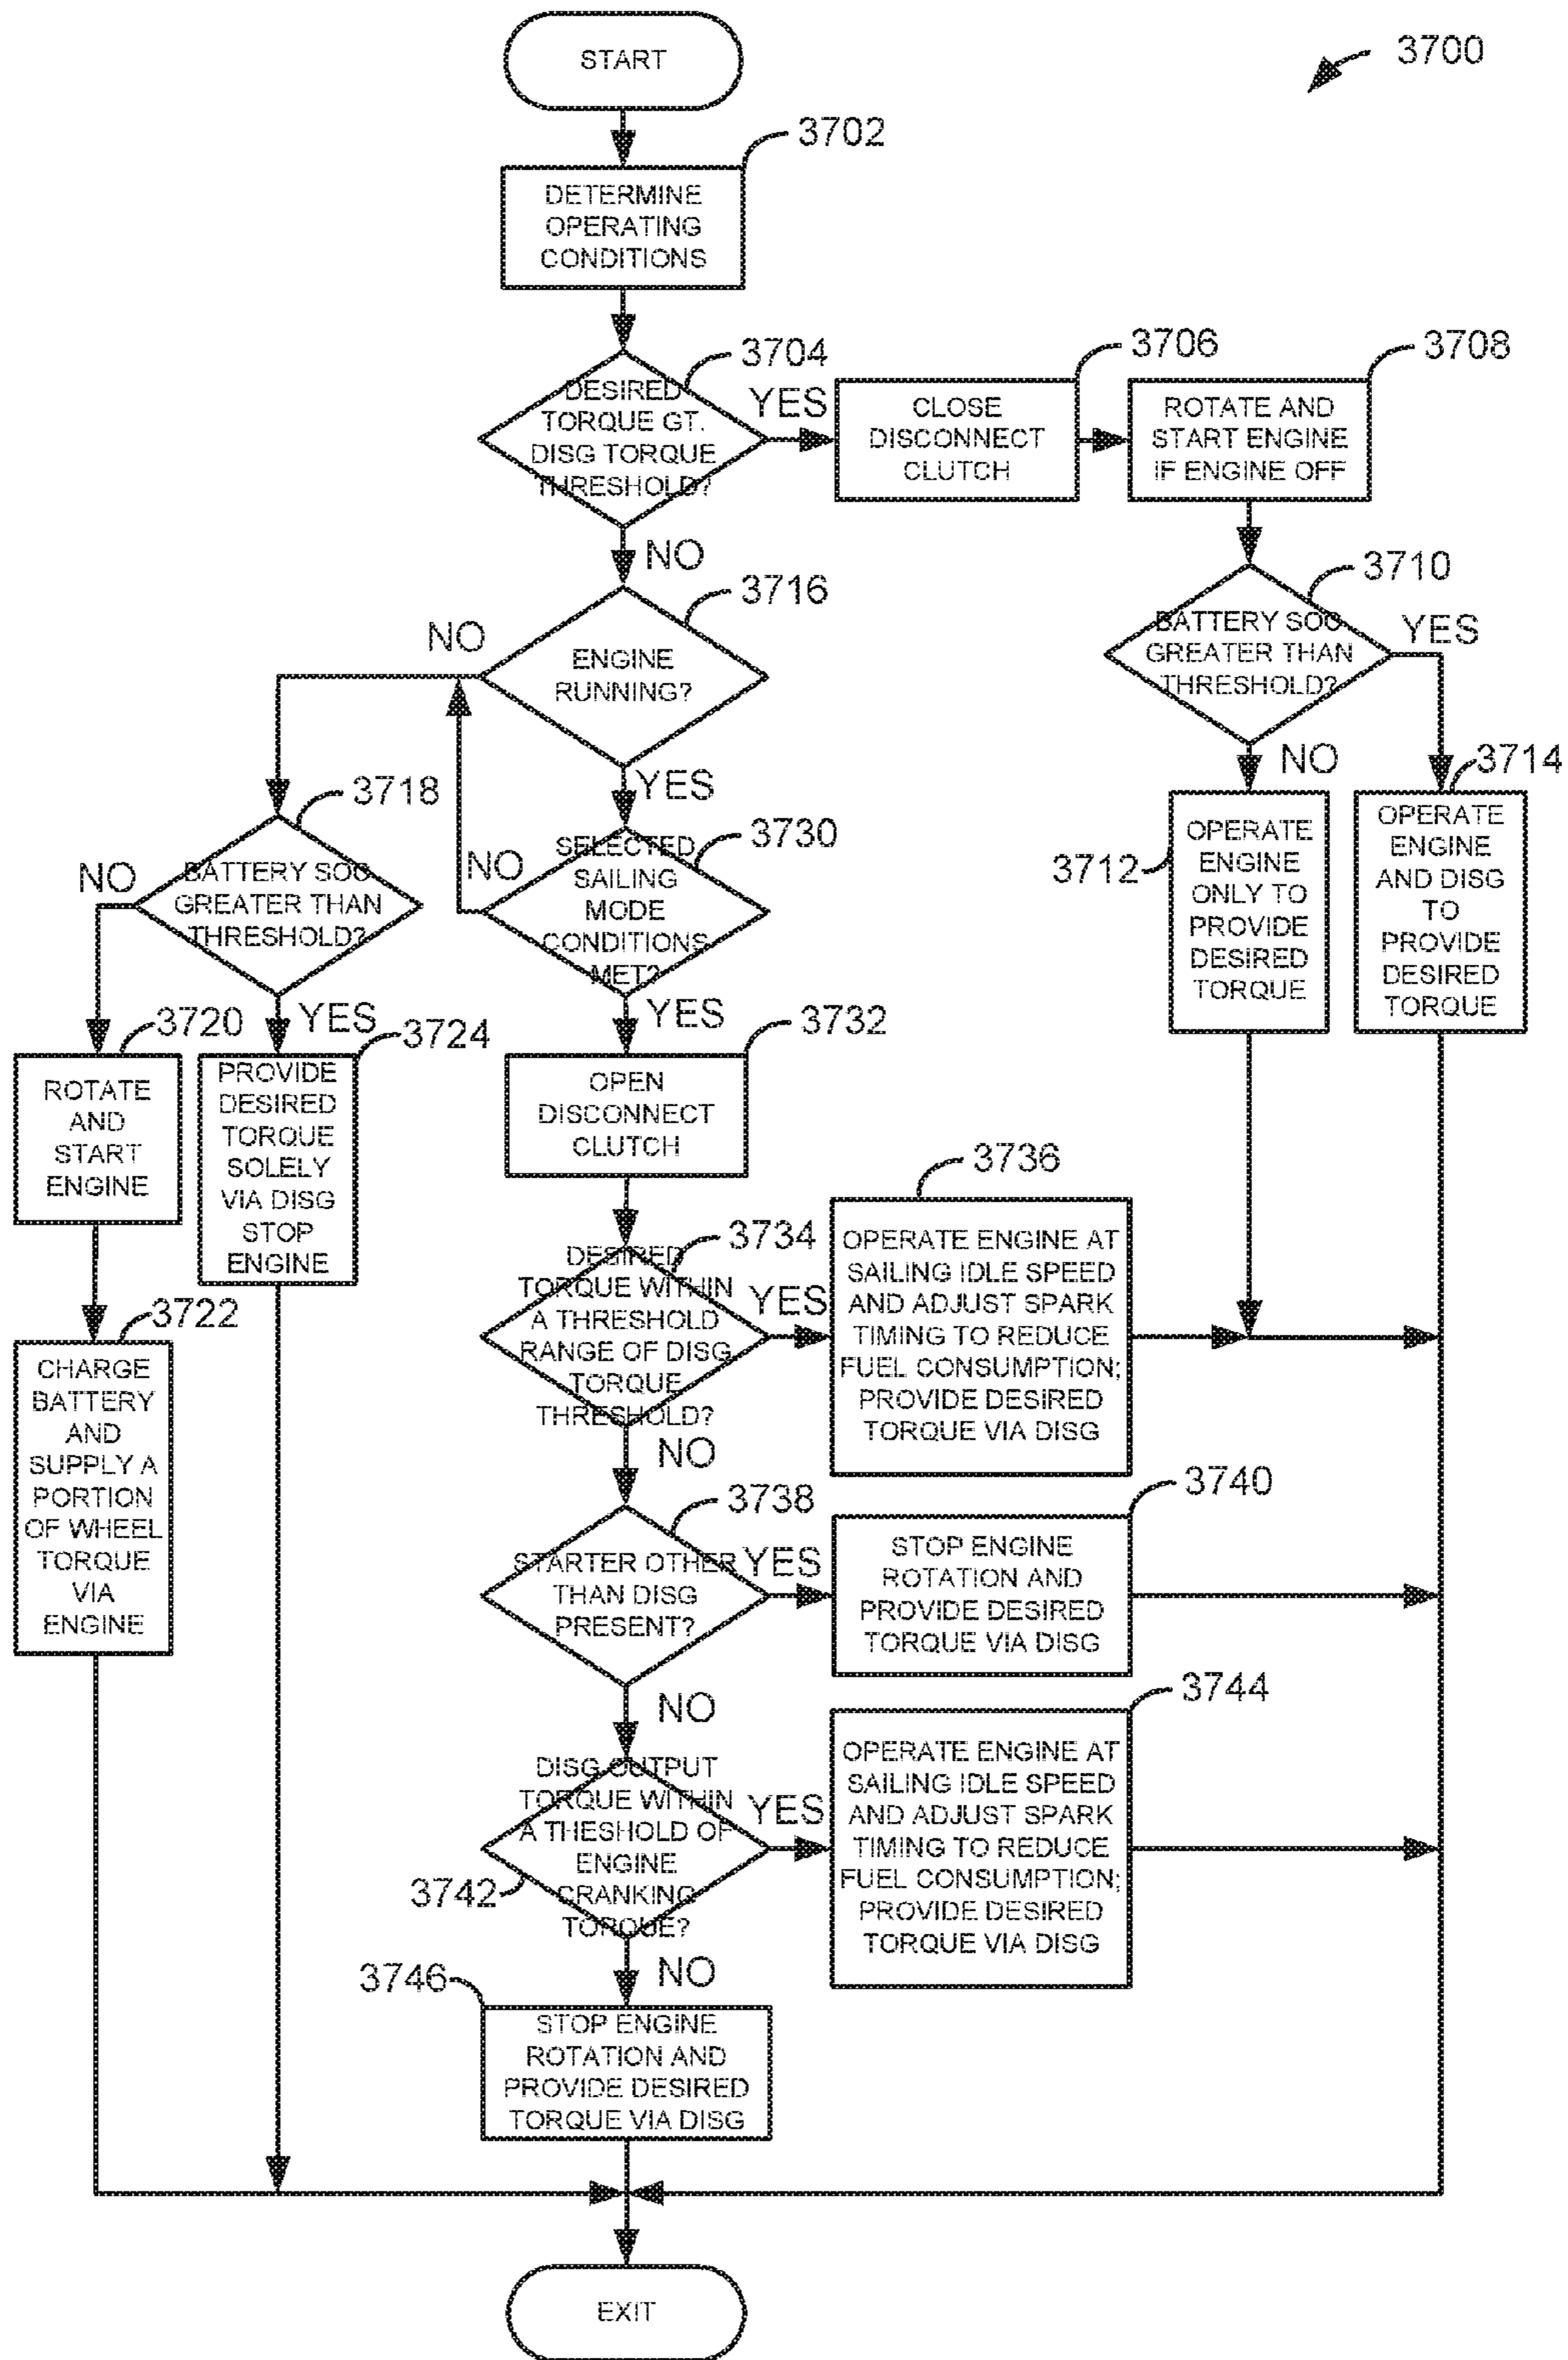 START
3700
3702
DETERMINE
OPERATING
CONDITIONS
3704
DESIRED
TORQUE GT.
DISG TORQUE
THRESHOLD?
YES
3706
CLOSE
DISCONNECT
CLUTCH
3708
ROTATE AND
START ENGINE
IF ENGINE OFF
NO
3710
BATTERY SOC
GREATER THAN
THRESHOLD?
YES
NO
3716
ENGINE
RUNNING?
NO
YES
3712
OPERATE
ENGINE
ONLY TO
PROVIDE
DESIRED
TORQUE
3714
OPERATE
ENGINE
AND DISG
TO
PROVIDE
DESIRED
TORQUE
3718
BATTERY SOC
GREATER THAN
THRESHOLD?
NO
YES
3730
SELECTED
SAILING
MODE
CONDITIONS
MET?
NO
YES
3720
ROTATE
AND
START
ENGINE
3724
PROVIDE
DESIRED
TORQUE
SOLELY
VIA DISG
STOP
ENGINE
3732
OPEN
DISCONNECT
CLUTCH
3722
CHARGE
BATTERY
AND
SUPPLY A
PORTION
OF WHEEL
TORQUE
VIA
ENGINE
3734
DESIRED
TORQUE WITHIN
A THRESHOLD
RANGE OF DISG
TORQUE
THRESHOLD?
YES
3736
OPERATE ENGINE AT
SAILING IDLE SPEED
AND ADJUST SPARK
TIMING TO REDUCE
FUEL CONSUMPTION;
PROVIDE DESIRED
TORQUE VIA DISG
NO
3738
STARTER OTHER
THAN DISG
PRESENT?
YES
3740
STOP ENGINE
ROTATION AND
PROVIDE DESIRED
TORQUE VIA DISG
NO
3742
DISG OUTPUT
TORQUE WITHIN
A THESHOLD OF
ENGINE
CRANKING
TORQUE?
YES
3744
OPERATE ENGINE AT
SAILING IDLE SPEED
AND ADJUST SPARK
TIMING TO REDUCE
FUEL CONSUMPTION;
PROVIDE DESIRED
TORQUE VIA DISG
NO
3746
STOP ENGINE
ROTATION AND
PROVIDE DESIRED
TORQUE VIA DISG
EXIT